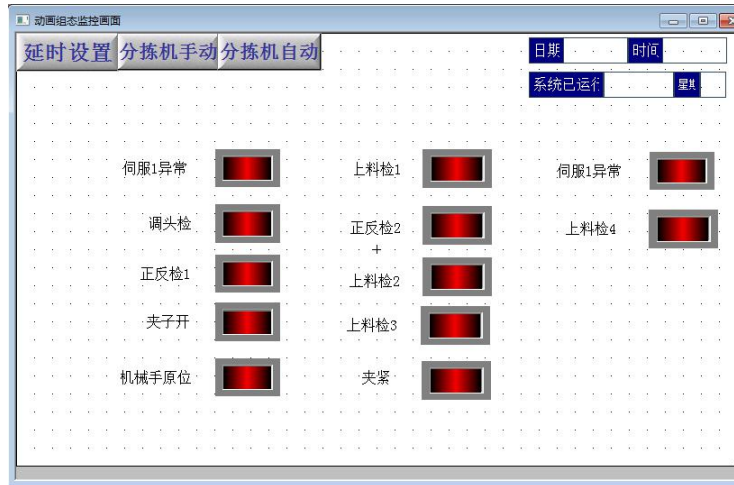 动画组态监控画面
延时设置 分拣机手动 分拣机自动
日期 时间
系统已运行 星期
伺服1异常 上料检1 伺服1异常
调头检 正反检2 上料检4
+
正反检1 上料检2
夹子开 上料检3
机械手原位 夹紧